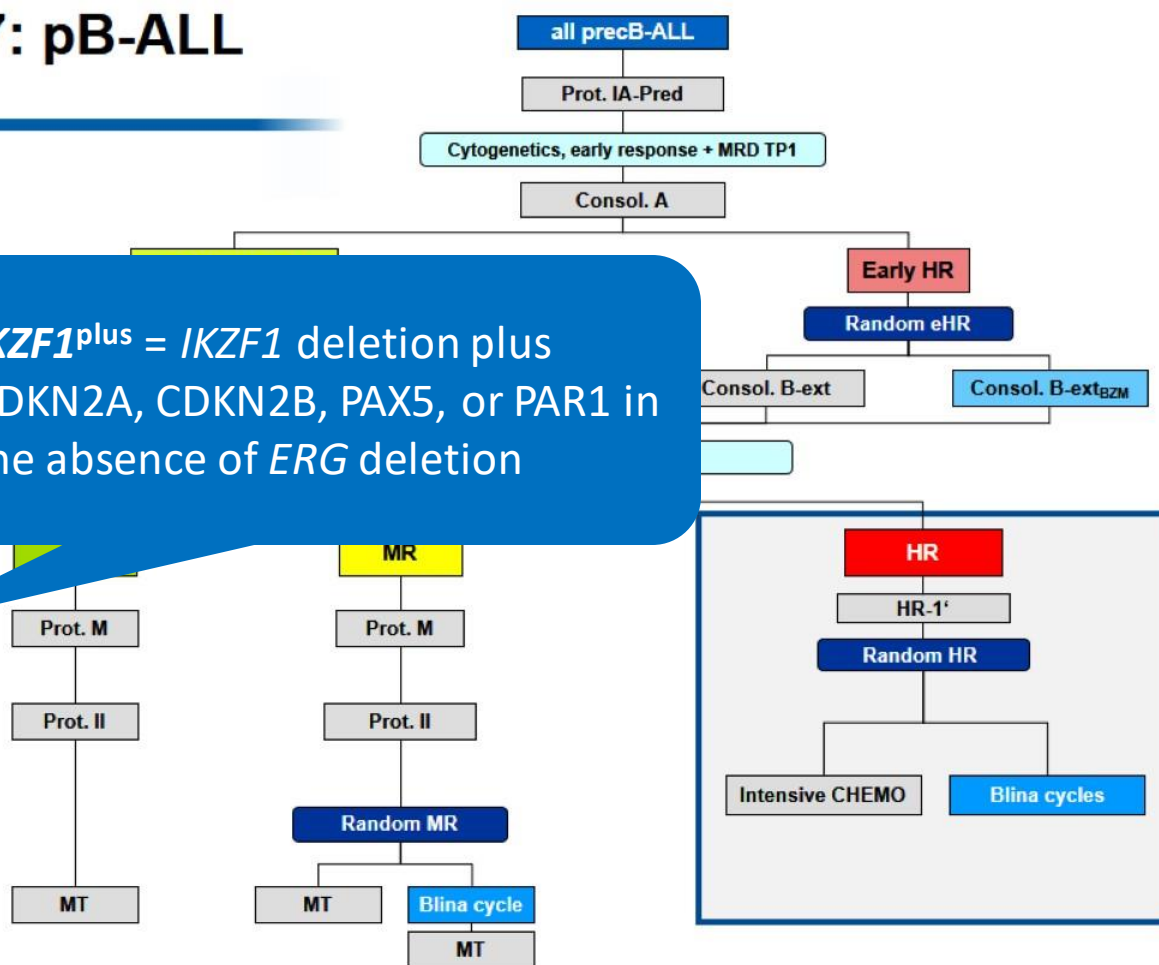 7: pB-ALL
all precB-ALL
Prot. IA-Pred
Cytogenetics, early response + MRD TP1
Consol. A
Early HR
Random eHR
Consol. B-ext
Consol. B-extBZM
KZF1plus = IKZF1 deletion plus
DKN2A, CDKN2B, PAX5, or PAR1 in
he absence of ERG deletion
MR
HR
Prot. M
Prot. M
HR-1‘
Random HR
Prot. II
Prot. II
Intensive CHEMO
Blina cycles
Random MR
MT
MT
Blina cycle
MT